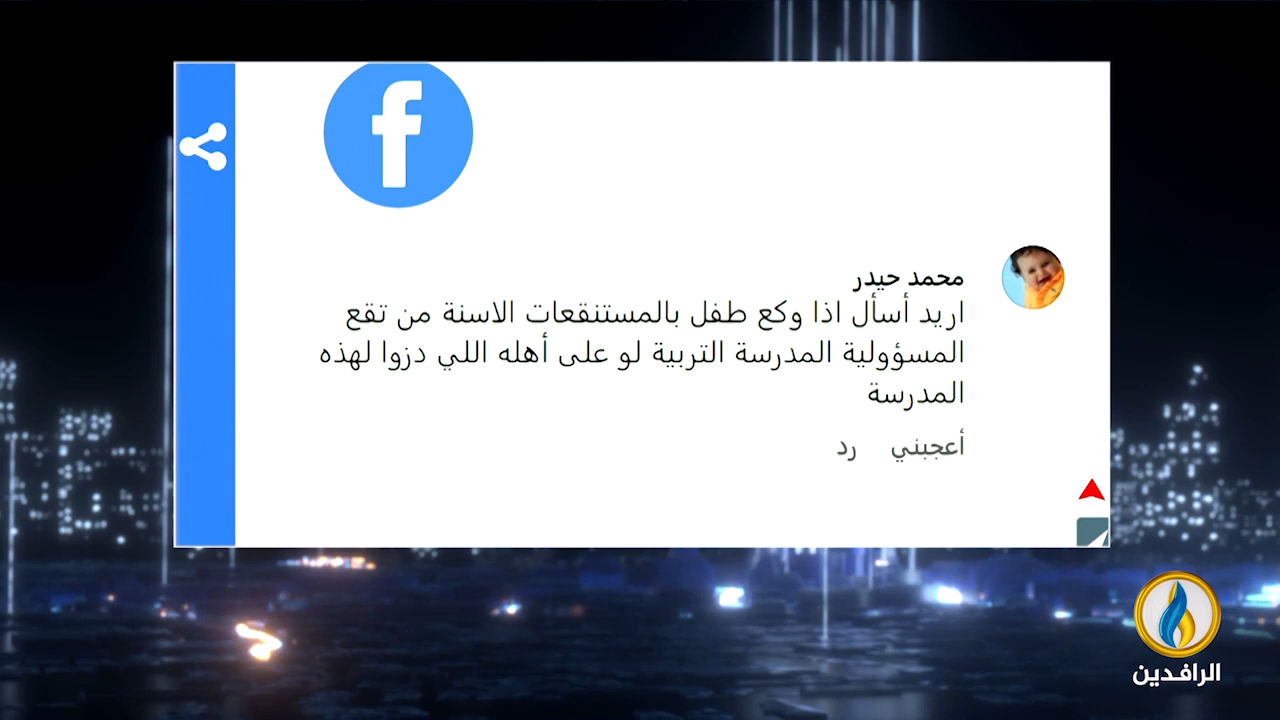 محمد حيدر
اريد أسأل اذا وكع طفل بالمستنقعات الاسنة من تقع
المسؤولية المدرسة التربية لو على أهله اللي دزوا لهذه
المدرسة
أعجبني رد
الرافدين